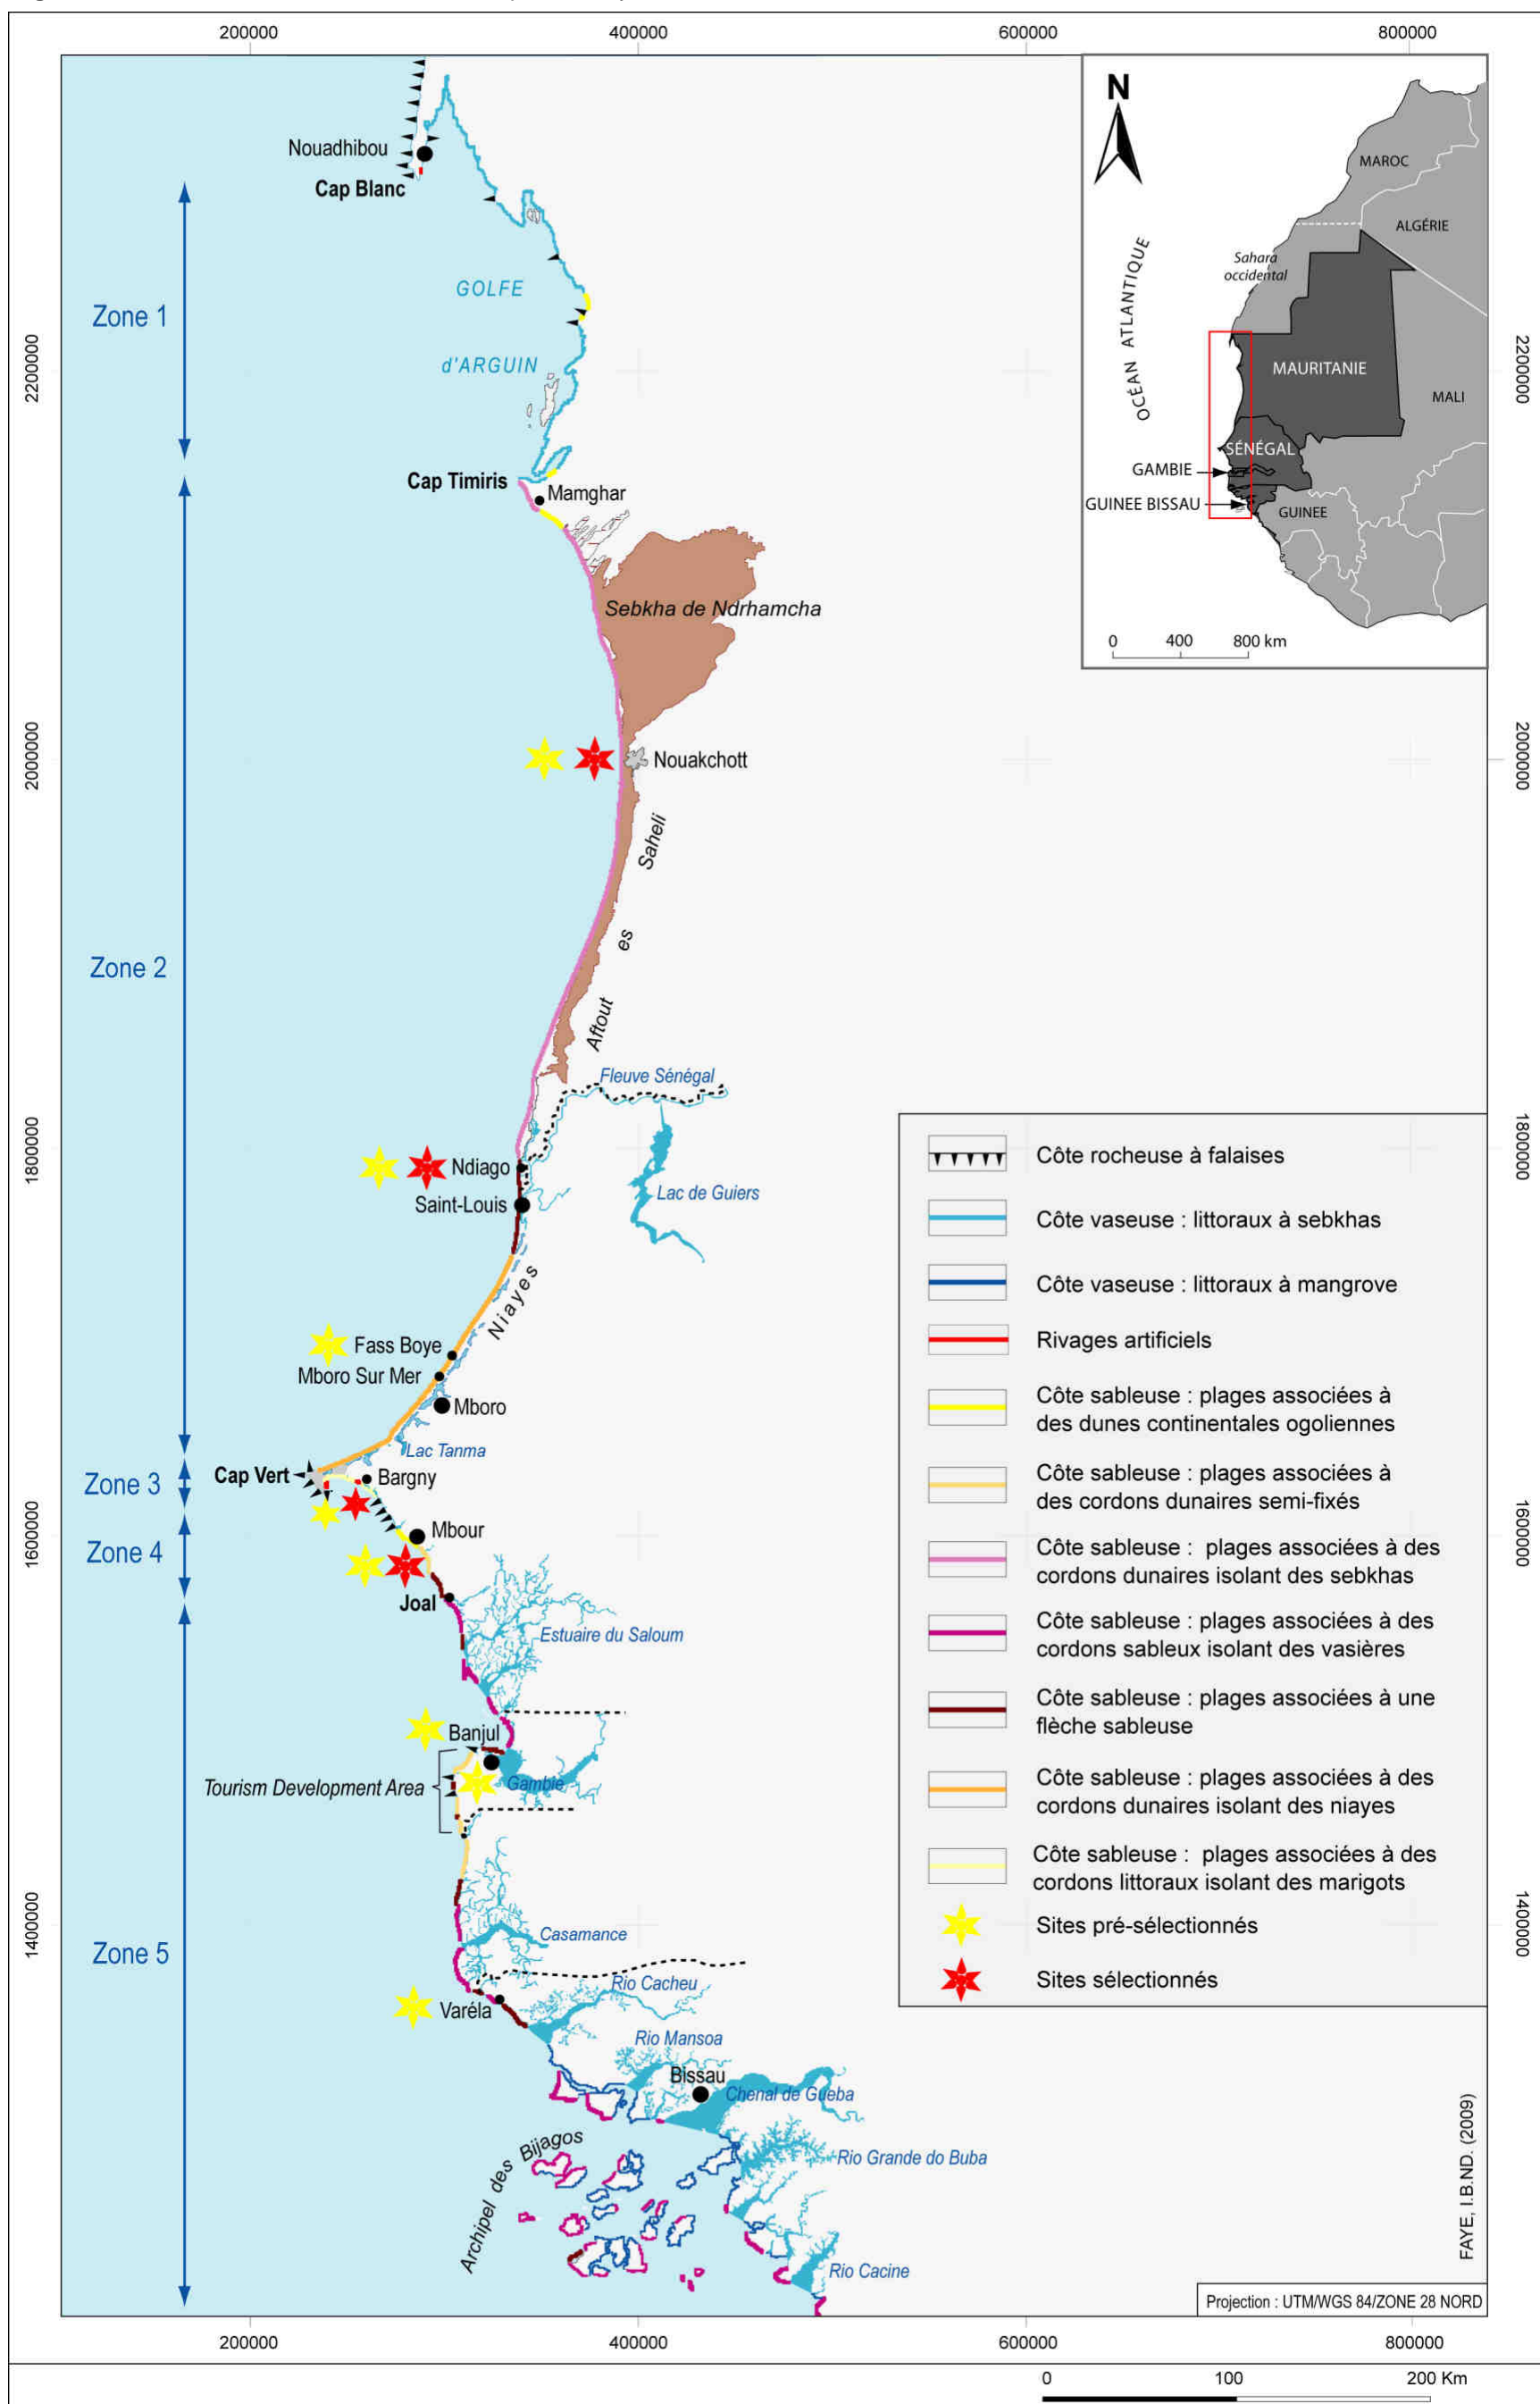 200000
400000
600000
800000
N
MAROC
ALGÉRIE
Sahara
occidental
OCÉAN ATLANTIQUE
MAURITANIE
MALI
SÉNÉGAL
GAMBIE
GUINEE BISSAU
GUINEE
0 400 800 km
Nouadhibou
Cap Blanc
Zone 1
GOLFE
d'ARGUIN
2200000
2200000
Cap Timiris
Mamghar
Sebkha de Ndrhamcha
2000000
2000000
Nouakchott
Aftout es Saheli
Zone 2
Fleuve Sénégal
1800000
1800000
Ndiago
Saint-Louis
Lac de Guiers
Niayes
Fass Boye
Mboro Sur Mer
Mboro
Lac Tanma
Cap Vert
Bargny
Zone 3
1600000
1600000
Mbour
Zone 4
Joal
Estuaire du Saloum
Banjul
Tourism Development Area
Gambie
1400000
1400000
Casamance
Zone 5
Rio Cacheu
Varéla
Rio Mansoa
Bissau
Chenal de Gueba
Archipel des Bijagos
Rio Grande do Buba
Rio Cacine
Côte rocheuse à falaises
Côte vaseuse : littoraux à sebkhas
Côte vaseuse : littoraux à mangrove
Rivages artificiels
Côte sableuse : plages associées à
des dunes continentales ogoliennes
Côte sableuse : plages associées à
des cordons dunaires semi-fixés
Côte sableuse : plages associées à des
cordons dunaires isolant des sebkhas
Côte sableuse : plages associées à des
cordons sableux isolant des vasières
Côte sableuse : plages associées à une
flèche sableuse
Côte sableuse : plages associées à des
cordons dunaires isolant des niayes
Côte sableuse : plages associées à des
cordons littoraux isolant des marigots
Sites pré-sélectionnés
Sites sélectionnés
FAYE, I.B.ND. (2009)
Projection : UTM/WGS 84/ZONE 28 NORD
200000
400000
600000
800000
0 100 200 Km